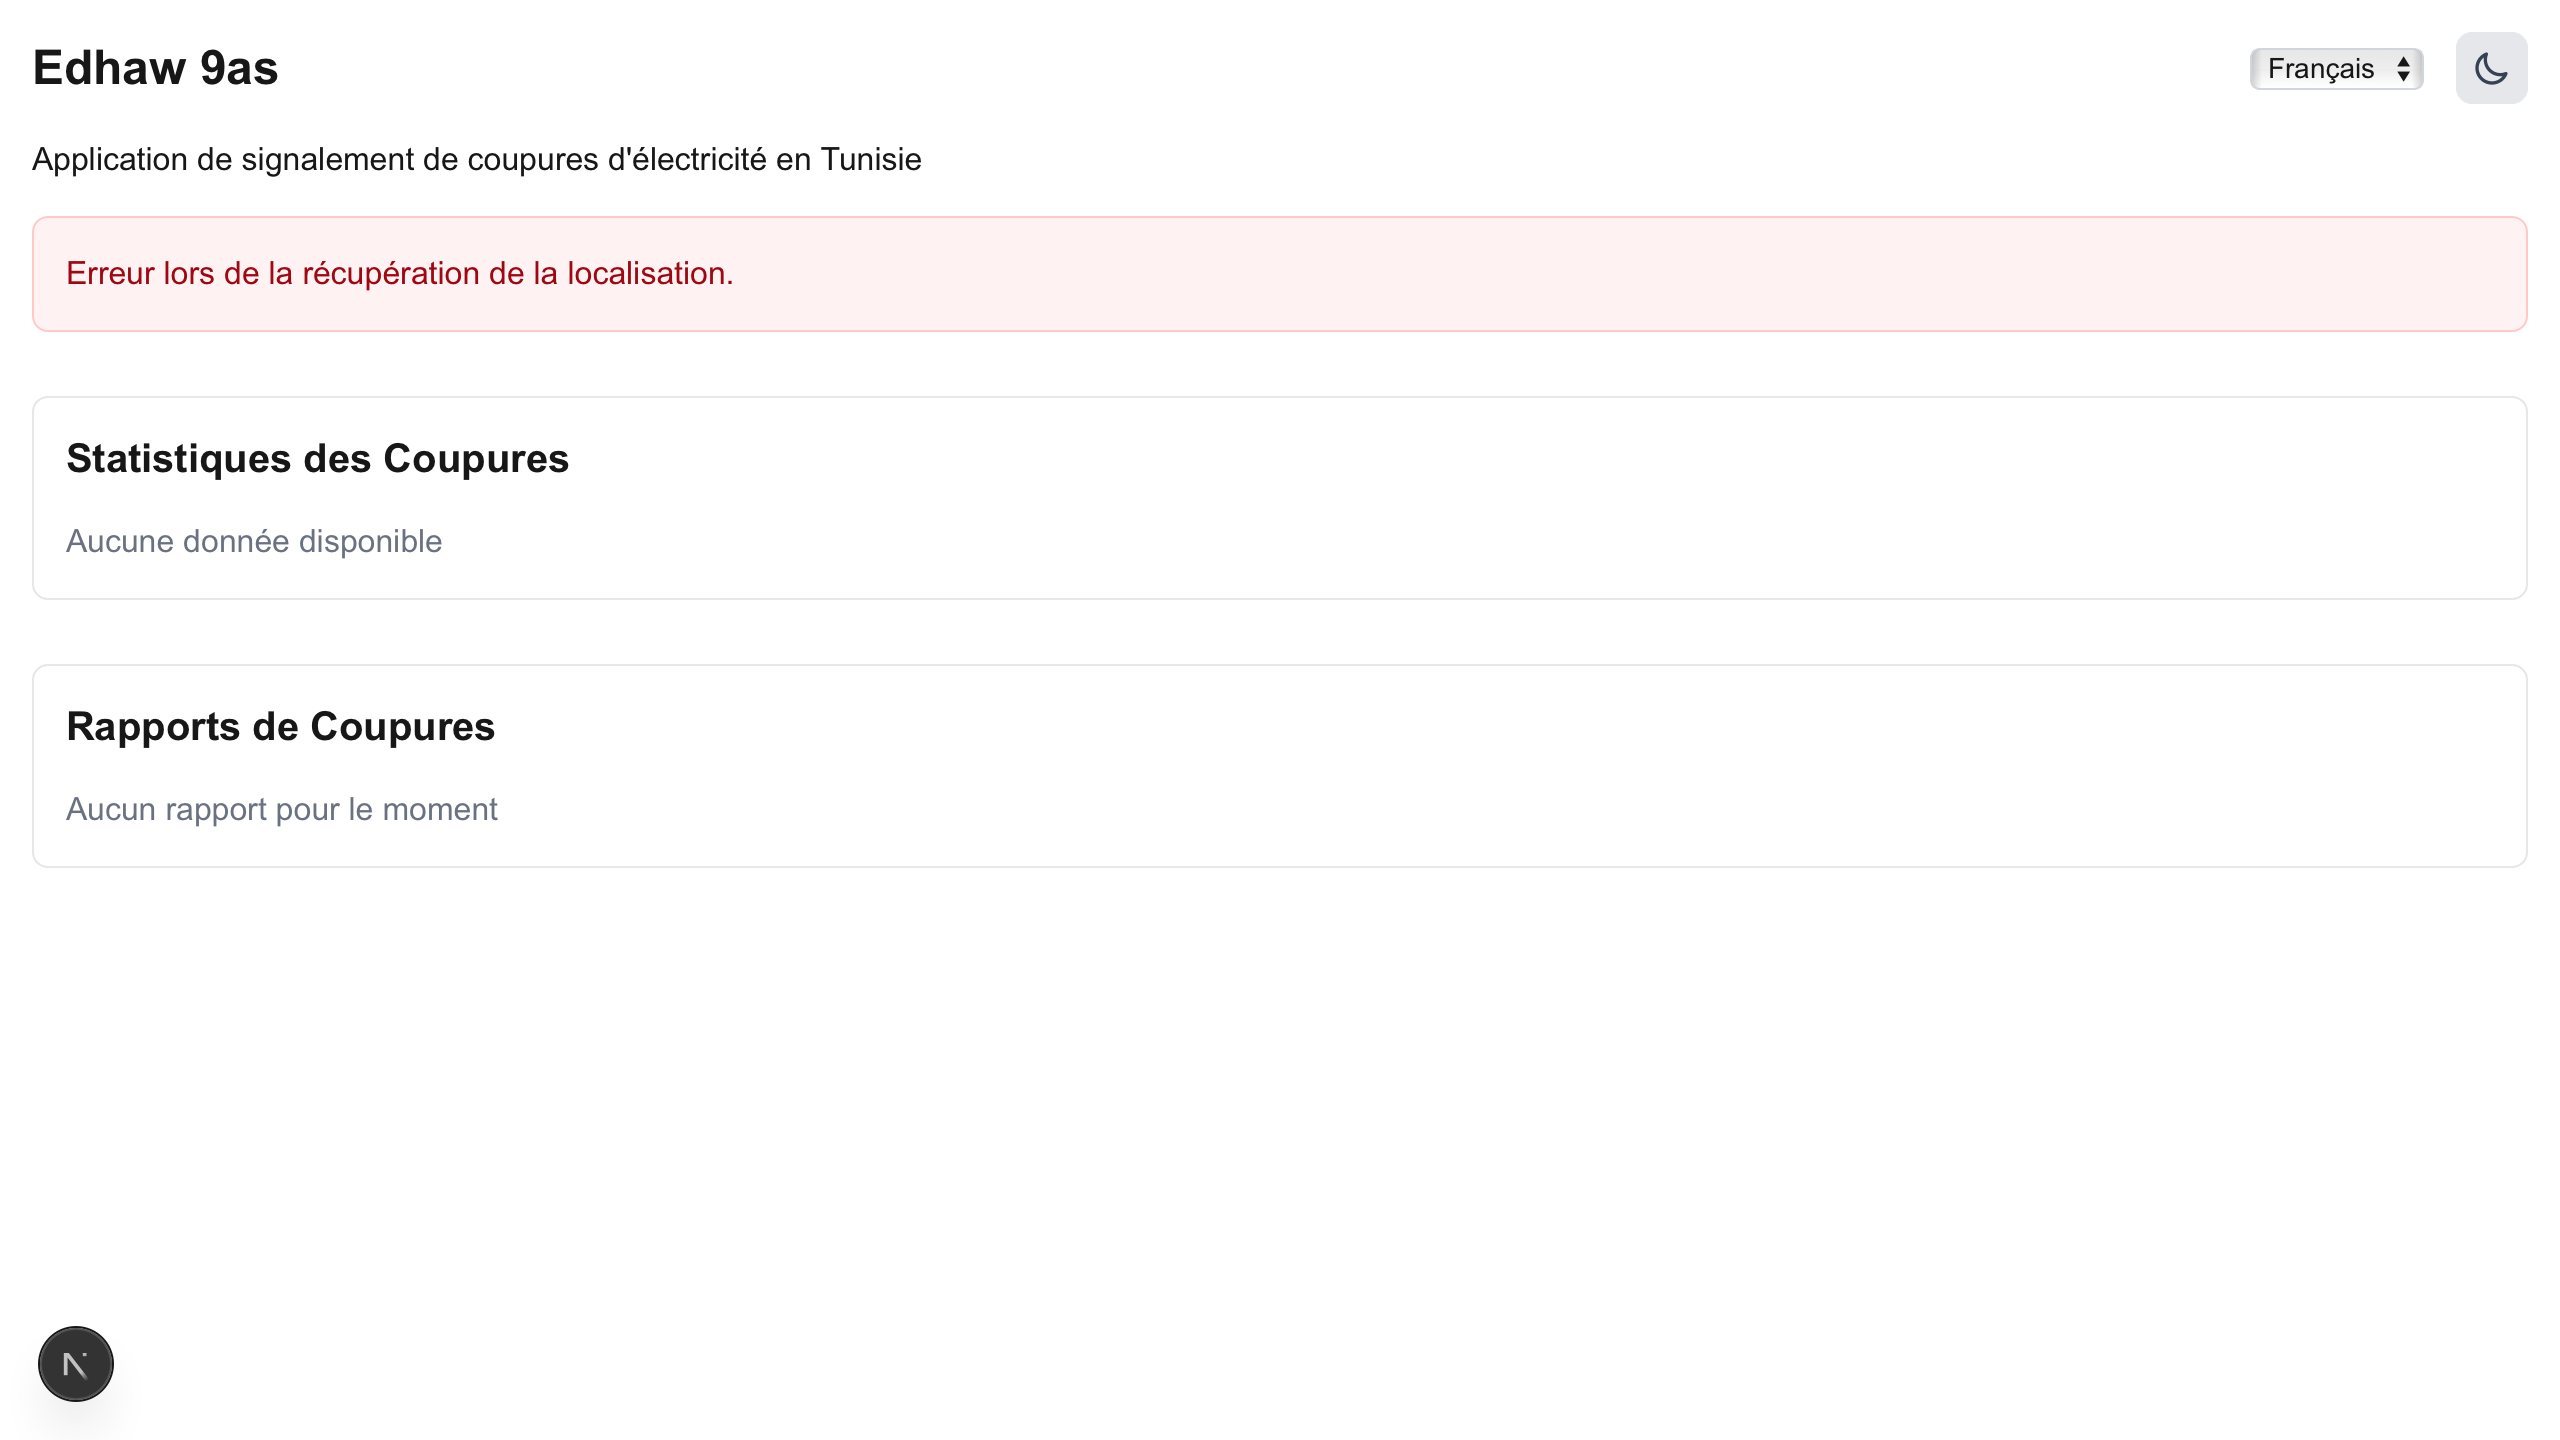 Edhaw 9as
Français
Application de signalement de coupures d'électricité en Tunisie
Erreur lors de la récupération de la localisation.
Statistiques des Coupures
Aucune donnée disponible
Rapports de Coupures
Aucun rapport pour le moment
N